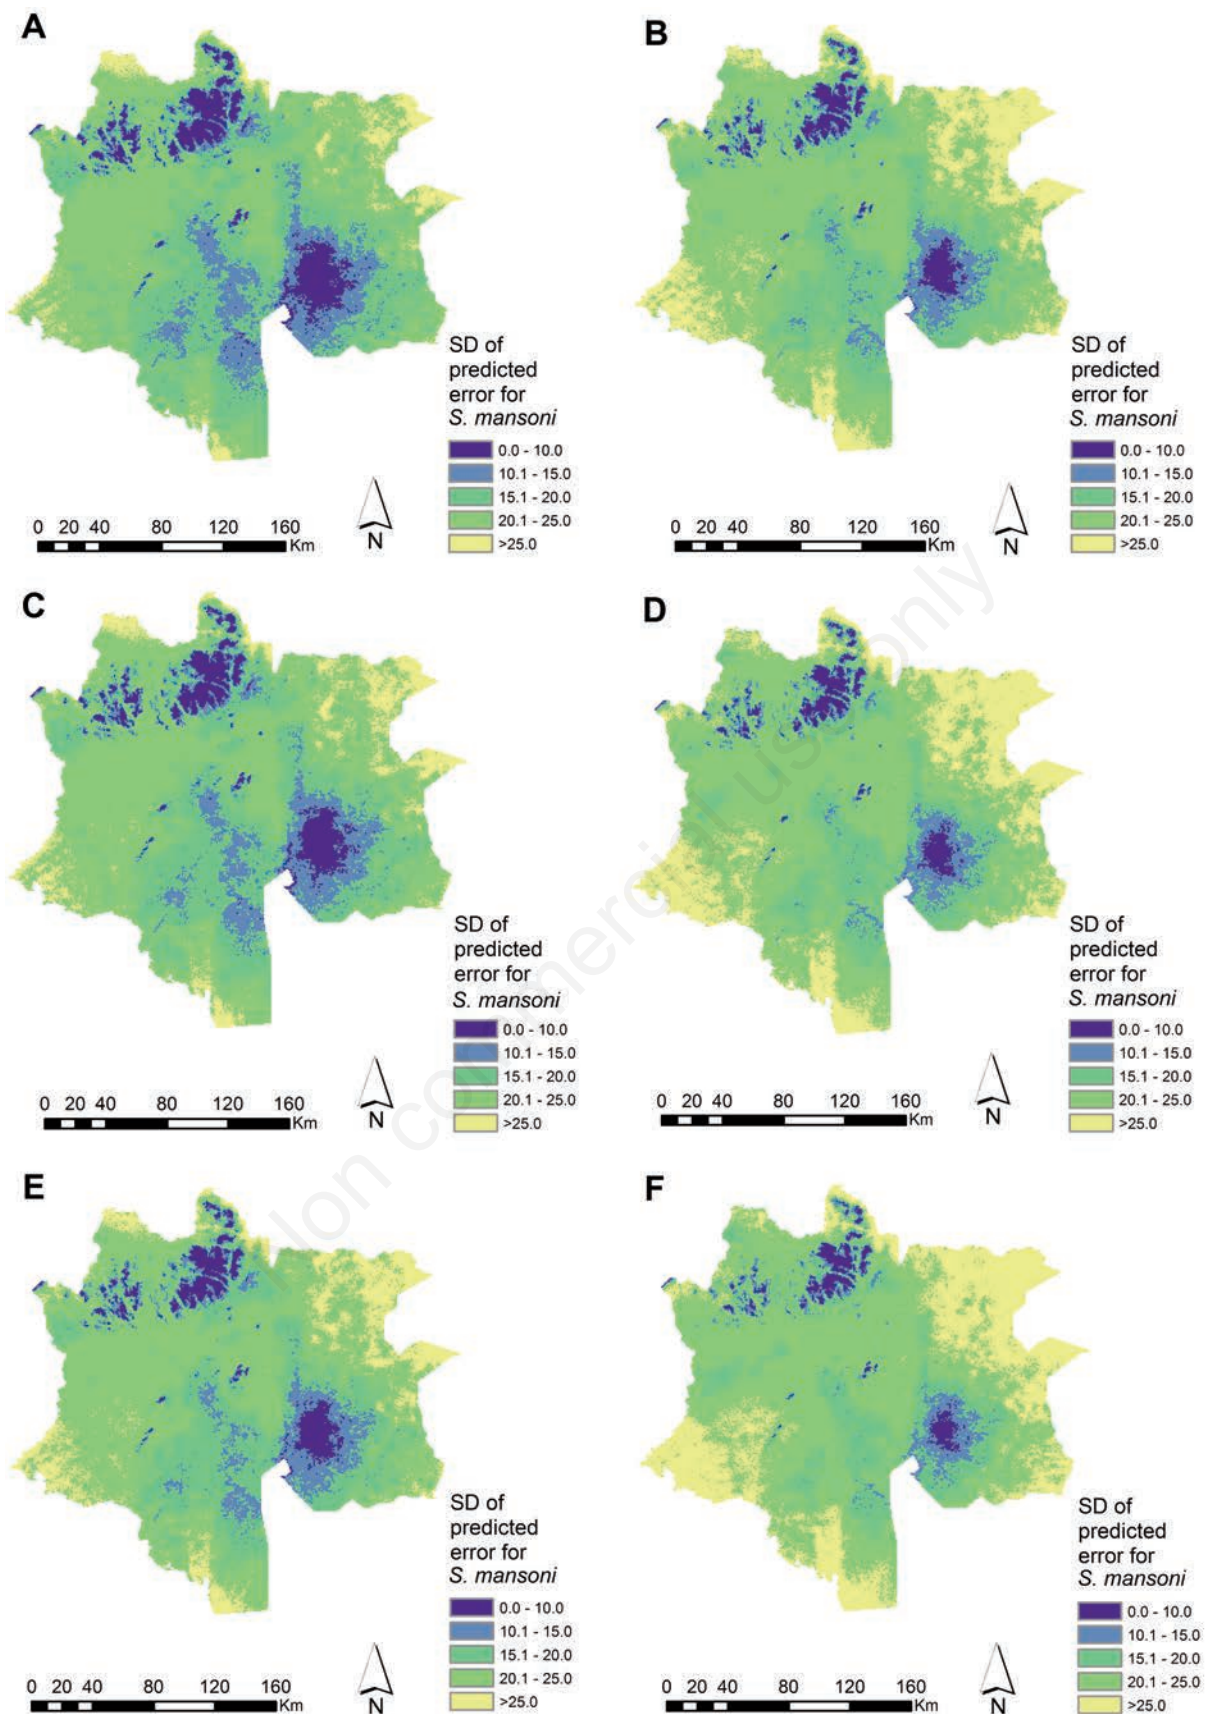 A
SD of
predicted
error for
S. mansoni
0.0 - 10.0
10.1 - 15.0
15.1 - 20.0
20.1 - 25.0
>25.0
0 20 40 80 120 160
Km
N
B
SD of
predicted
error for
S. mansoni
0.0 - 10.0
10.1 - 15.0
15.1 - 20.0
20.1 - 25.0
>25.0
0 20 40 80 120 160
Km
N
C
SD of
predicted
error for
S. mansoni
0.0 - 10.0
10.1 - 15.0
15.1 - 20.0
20.1 - 25.0
>25.0
0 20 40 80 120 160
Km
N
D
SD of
predicted
error for
S. mansoni
0.0 - 10.0
10.1 - 15.0
15.1 - 20.0
20.1 - 25.0
>25.0
0 20 40 80 120 160
Km
N
E
SD of
predicted
error for
S. mansoni
0.0 - 10.0
10.1 - 15.0
15.1 - 20.0
20.1 - 25.0
>25.0
0 20 40 80 120 160
Km
N
F
SD of
predicted
error for
S. mansoni
0.0 - 10.0
10.1 - 15.0
15.1 - 20.0
20.1 - 25.0
>25.0
0 20 40 80 120 160
Km
N
Non commercial use only